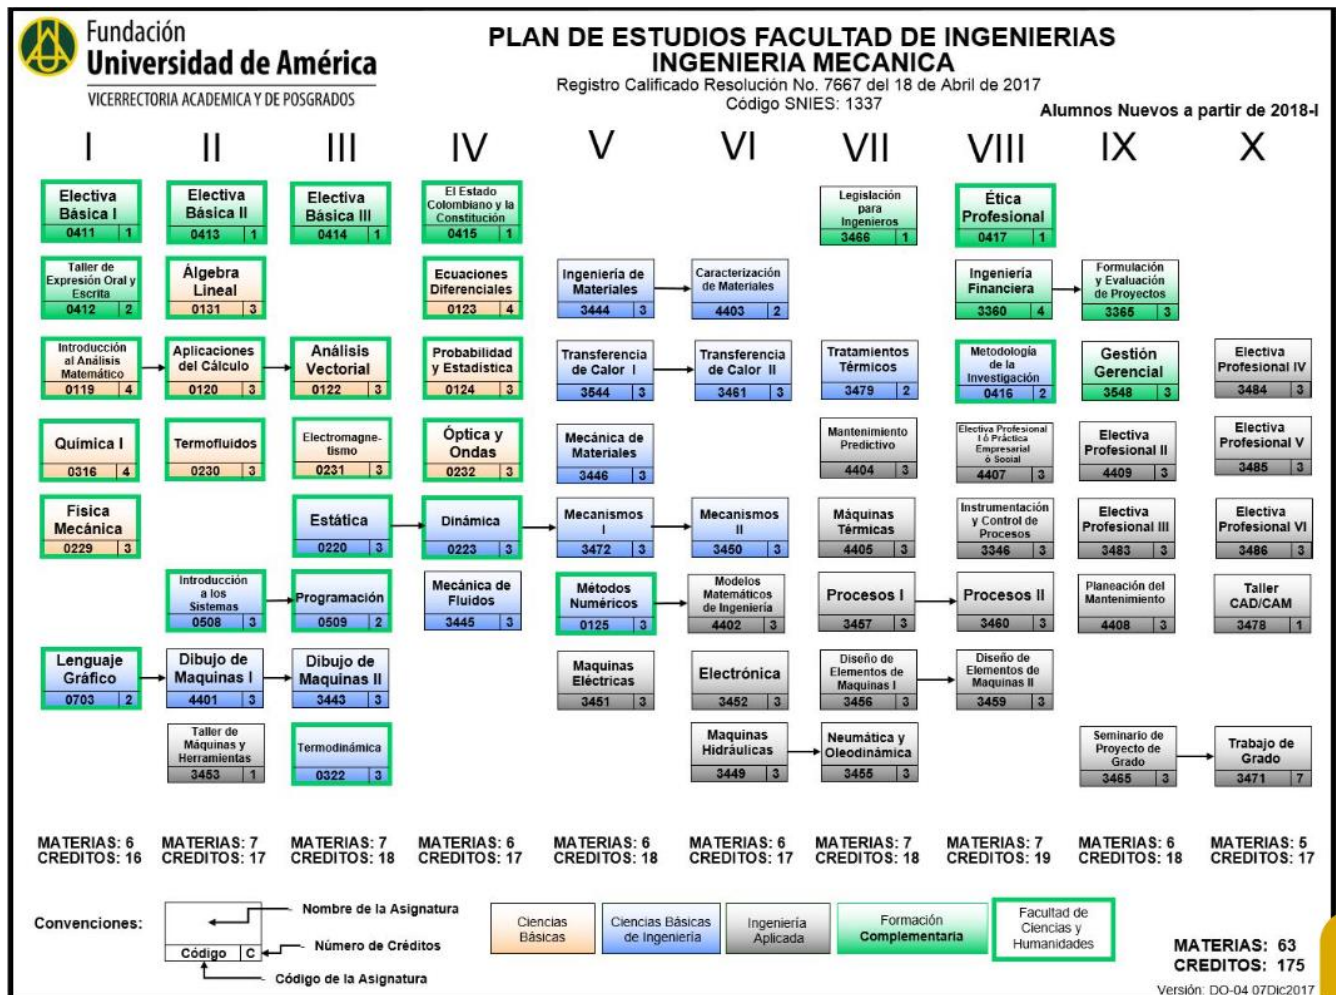 Fundación
Universidad de América
VICERRECTORIA ACADEMICA Y DE POSGRADOS
PLAN DE ESTUDIOS FACULTAD DE INGENIERIAS
INGENIERIA MECANICA
Registro Calificado Resolución No. 7667 del 18 de Abril de 2017
Código SNIES: 1337
Alumnos Nuevos a partir de 2018-I
I II III IV V VI VII VIII IX X
Electiva
Básica I
0411 1
Electiva
Básica II
0413 1
Electiva
Básica III
0414 1
El Estado
Colombiano y la
Constitución
0415 1
Legislación
para
Ingenieros
3466 1
Ética
Profesional
0417 1
Taller de
Expresión Oral y
Escrita
0412 2
Álgebra
Lineal
0131 3
Ecuaciones
Diferenciales
0123 4
Ingeniería de
Materiales
3444 3
Caracterización
de Materiales
4403 2
Ingeniería
Financiera
3360 4
Formulación
y Evaluación
de Proyectos
3365 3
Introducción
al Análisis
Matemático
0119 4
Aplicaciones
del Cálculo
0120 3
Análisis
Vectorial
0122 3
Probabilidad
y Estadística
0124 3
Transferencia
de Calor I
3544 3
Transferencia
de Calor II
3461 3
Tratamientos
Térmicos
3479 2
Metodología
de la
Investigación
0416 2
Gestión
Gerencial
3548 3
Electiva
Profesional IV
3484 3
Química I
0316 4
Termofluidos
0230 3
Electromagne-
tismo
0231 3
Óptica y
Ondas
0232 3
Mecánica de
Materiales
3446 3
Mantenimiento
Predictivo
4404 3
Electiva Profesional
I ó Práctica
Empresarial
ó Social
4407 3
Electiva
Profesional II
4409 3
Electiva
Profesional V
3485 3
Física
Mecánica
0229 3
Estática
0220 3
Dinámica
0223 3
Mecanismos
I
3472 3
Mecanismos
II
3450 3
Máquinas
Térmicas
4405 3
Instrumentación
y Control de
Procesos
3346 3
Electiva
Profesional III
3483 3
Electiva
Profesional VI
3486 3
Introducción
a los
Sistemas
0508 3
Programación
0509 2
Mecánica de
Fluidos
3445 3
Métodos
Numéricos
0125 3
Modelos
Matemáticos
de Ingeniería
4402 3
Procesos I
3457 3
Procesos II
3460 3
Planeación del
Mantenimiento
4408 3
Taller
CAD/CAM
3478 1
Lenguaje
Gráfico
0703 2
Dibujo de
Maquinas I
4401 3
Dibujo de
Maquinas II
3443 3
Maquinas
Eléctricas
3451 3
Electrónica
3452 3
Diseño de
Elementos de
Maquinas I
3456 3
Diseño de
Elementos de
Maquinas II
3459 3
Taller de
Máquinas y
Herramientas
3453 1
Termodinámica
0322 3
Maquinas
Hidráulicas
3449 3
Neumática y
Oleodinámica
3455 3
Seminario de
Proyecto de
Grado
3465 3
Trabajo de
Grado
3471 7
MATERIAS: 6 MATERIAS: 7 MATERIAS: 7 MATERIAS: 6 MATERIAS: 6 MATERIAS: 6 MATERIAS: 7 MATERIAS: 7 MATERIAS: 6 MATERIAS: 5
CREDITOS: 16 CREDITOS: 17 CREDITOS: 18 CREDITOS: 17 CREDITOS: 18 CREDITOS: 17 CREDITOS: 18 CREDITOS: 19 CREDITOS: 18 CREDITOS: 17
Convenciones:
Código C
Nombre de la Asignatura
Número de Créditos
Código de la Asignatura
Ciencias
Básicas
Ciencias Básicas
de Ingeniería
Ingeniería
Aplicada
Formación
Complementaria
Facultad de
Ciencias y
Humanidades
MATERIAS: 63
CREDITOS: 175
Versión: DO-04 07Dic2017